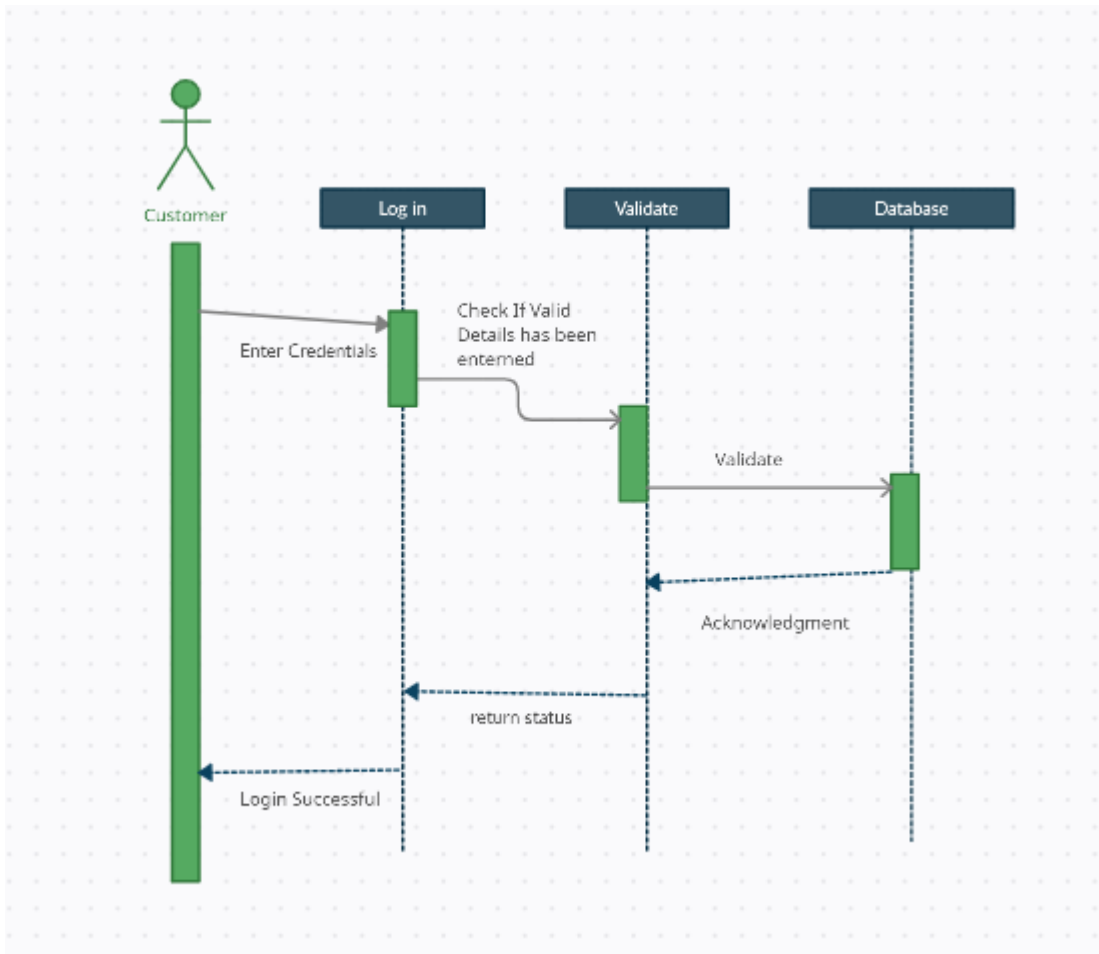 Customer
Log in
Validate
Database
Check If Valid
Details has been
enterned
Enter Credentials
Validate
Acknowledgment
return status
Login Successful